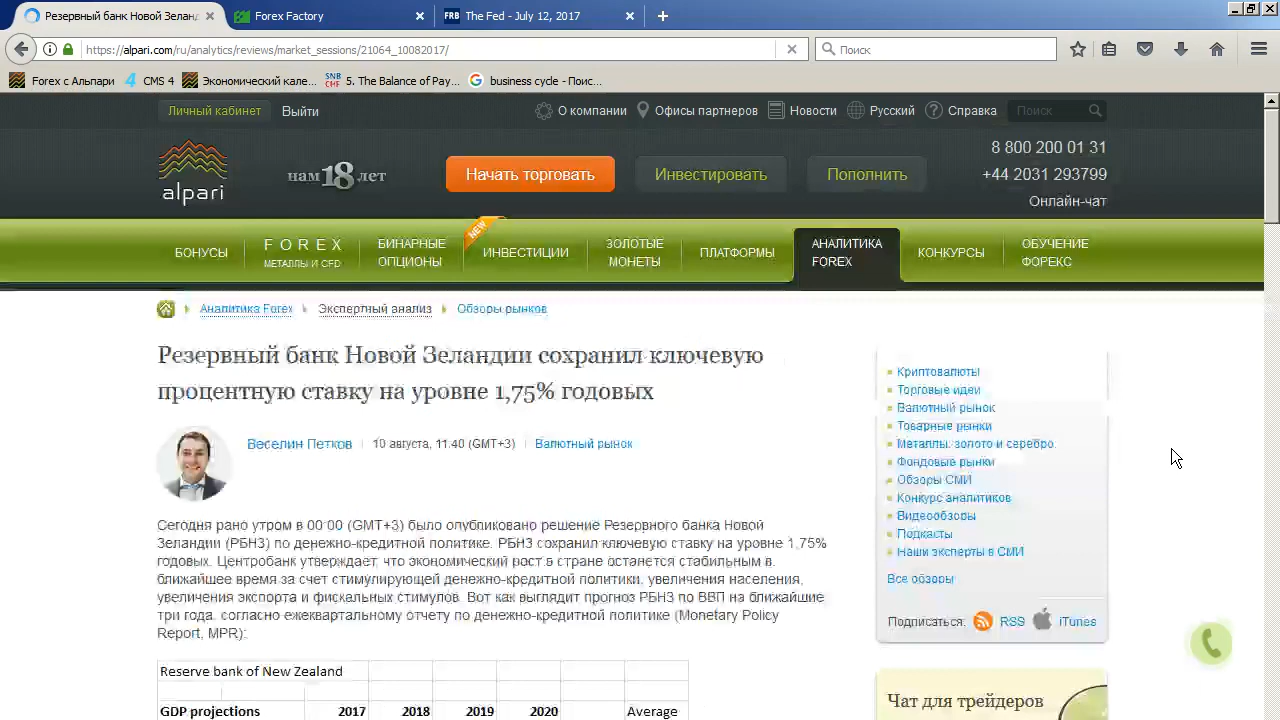 Резервный банк Новой Зеланд
Forex Factory
FRB The Fed - July 12, 2017
https://alpari.com/ru/analytics/reviews/market_sessions/21064_10082017/
Поиск
Forex с Альпари
4 CMS 4
Экономический кале...
SNB CHF 5. The Balance of Pay...
business cycle - Поис...
Личный кабинет
Выйти
О компании
Офисы партнеров
Новости
Русский
Справка
Поиск
alpari
нам 18 лет
Начать торговать
Инвестировать
Пополнить
8 800 200 01 31
+44 2031 293799
Онлайн-чат
БОНУСЫ
FOREX
МЕТАЛЛЫ И CFD
БИНАРНЫЕ
ОПЦИОНЫ
NEW
ИНВЕСТИЦИИ
ЗОЛОТЫЕ
МОНЕТЫ
ПЛАТФОРМЫ
АНАЛИТИКА
FOREX
КОНКУРСЫ
ОБУЧЕНИЕ
ФОРЕКС
Аналитика Forex
Экспертный анализ
Обзоры рынков
Резервный банк Новой Зеландии сохранил ключевую
процентную ставку на уровне 1,75% годовых
Веселин Петков
10 августа, 11:40 (GMT+3)
Валютный рынок
Сегодня рано утром в 00:00 (GMT+3) было опубликовано решение Резервного банка Новой
Зеландии (РБНЗ) по денежно-кредитной политике. РБНЗ сохранил ключевую ставку на уровне 1,75%
годовых. Центробанк утверждает, что экономический рост в стране останется стабильным в
ближайшее время за счет стимулирующей денежно-кредитной политики, увеличения населения,
увеличения экспорта и фискальных стимулов. Вот как выглядит прогноз РБНЗ по ВВП на ближайшие
три года, согласно ежеквартальному отчету по денежно-кредитной политике (Monetary Policy
Report, MPR):
Reserve bank of New Zealand
GDP projections 2017 2018 2019 2020 Average
Криптовалюты
Торговые идеи
Валютный рынок
Товарные рынки
Металлы: золото и серебро
Фондовые рынки
Обзоры СМИ
Конкурс аналитиков
Видеообзоры
Подкасты
Наши эксперты в СМИ
Все обзоры
Подписаться: RSS iTunes
Чат для трейдеров